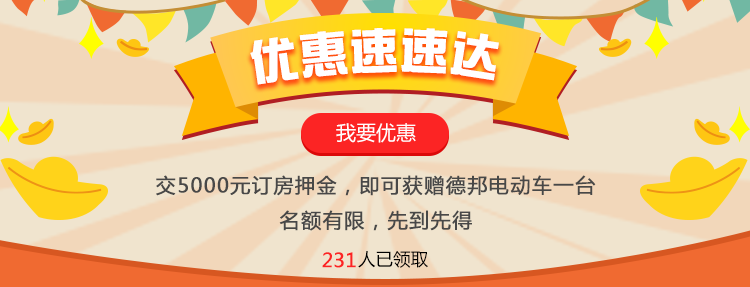 优惠速速达
我要优惠
交5000元订房押金，即可获赠德邦电动车一台
名额有限，先到先得
231人已领取